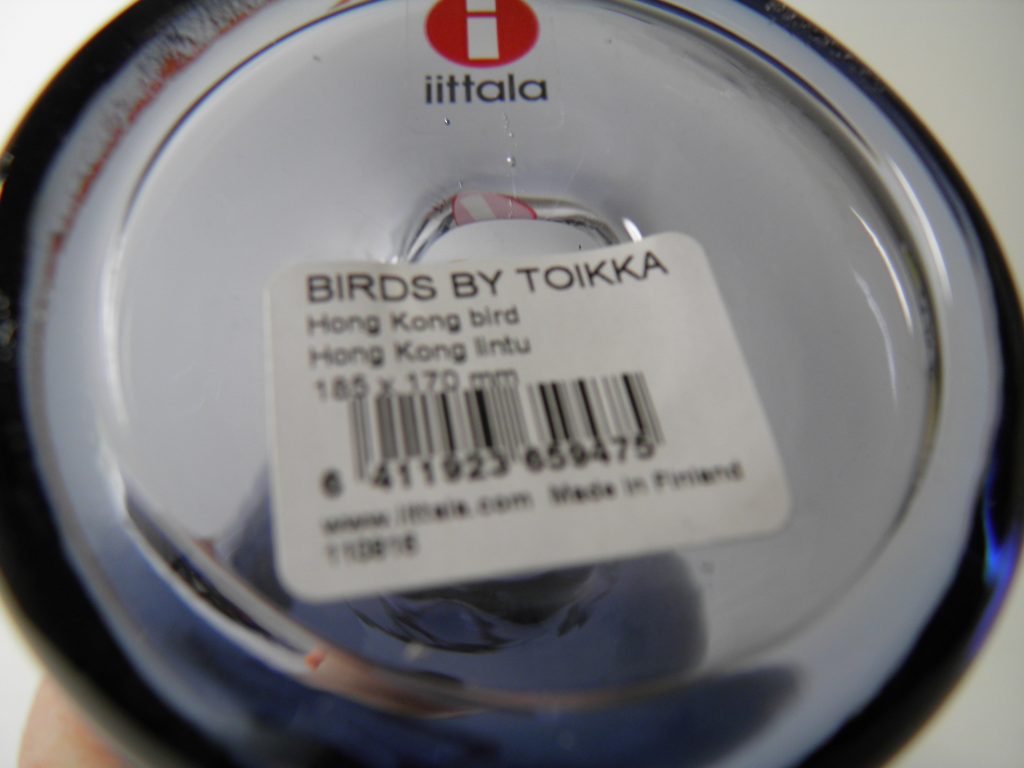 iittala
BIRDS BY TOIKKA
Hong Kong bird
Hong Kong lintu
185 x 170 mm
6 411923 659475
www.iittala.com Made in Finland
110816